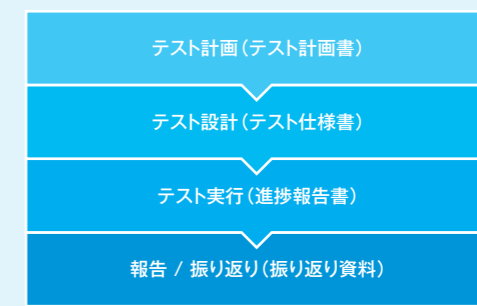 テスト計画（テスト計画書）
テスト設計（テスト仕様書）
テスト実行（進捗報告書）
報告 / 振り返り（振り返り資料）